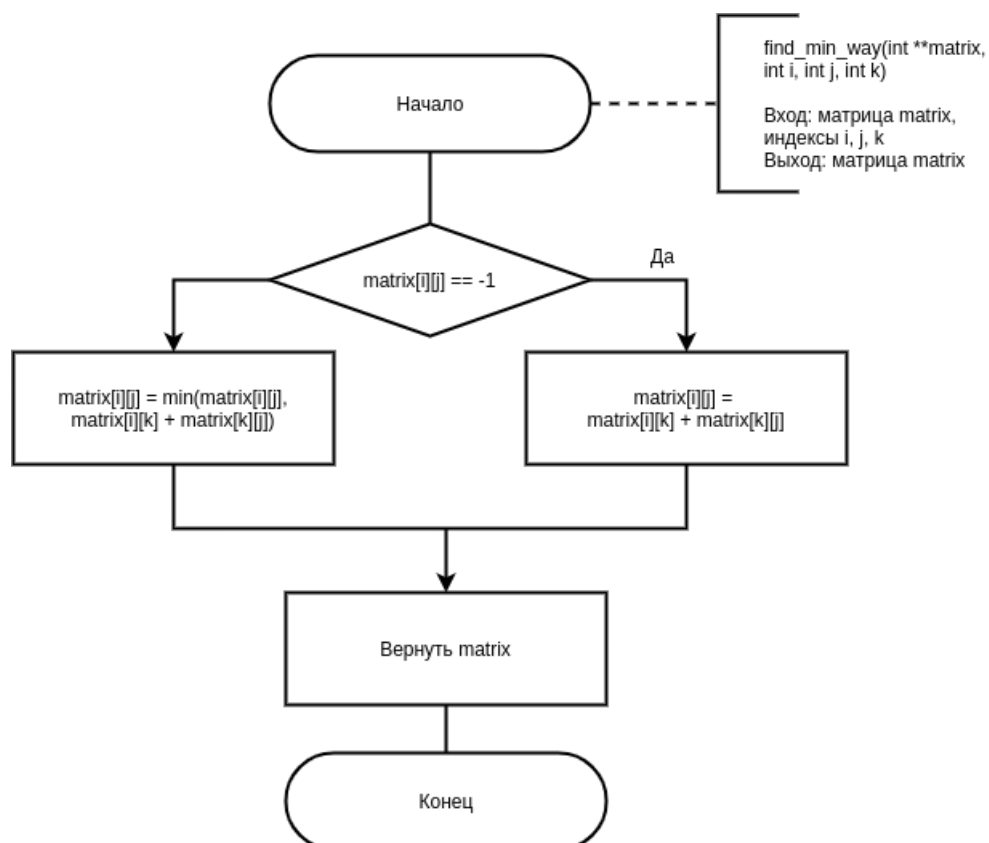 find_min_way(int **matrix,
int i, int j, int k)
Начало
Вход: матрица matrix,
индексы i, j, k
Выход: матрица matrix
Да
matrix[i][j] == -1
matrix[i][j] = min(matrix[i][j],
matrix[i][k] + matrix[k][j])
matrix[i][j] =
matrix[i][k] + matrix[k][j]
Вернуть matrix
Конец